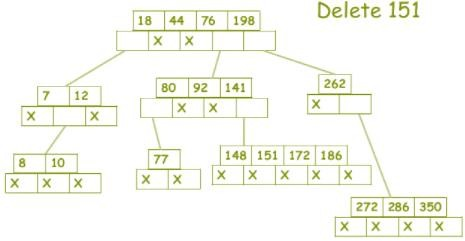 Delete 151
18 44 76 198
X X
7 12
X X
80 92 141
X X
262
X
8 10
X X X
77
X X
148 151 172 186
X X X X X
272 286 350
X X X X